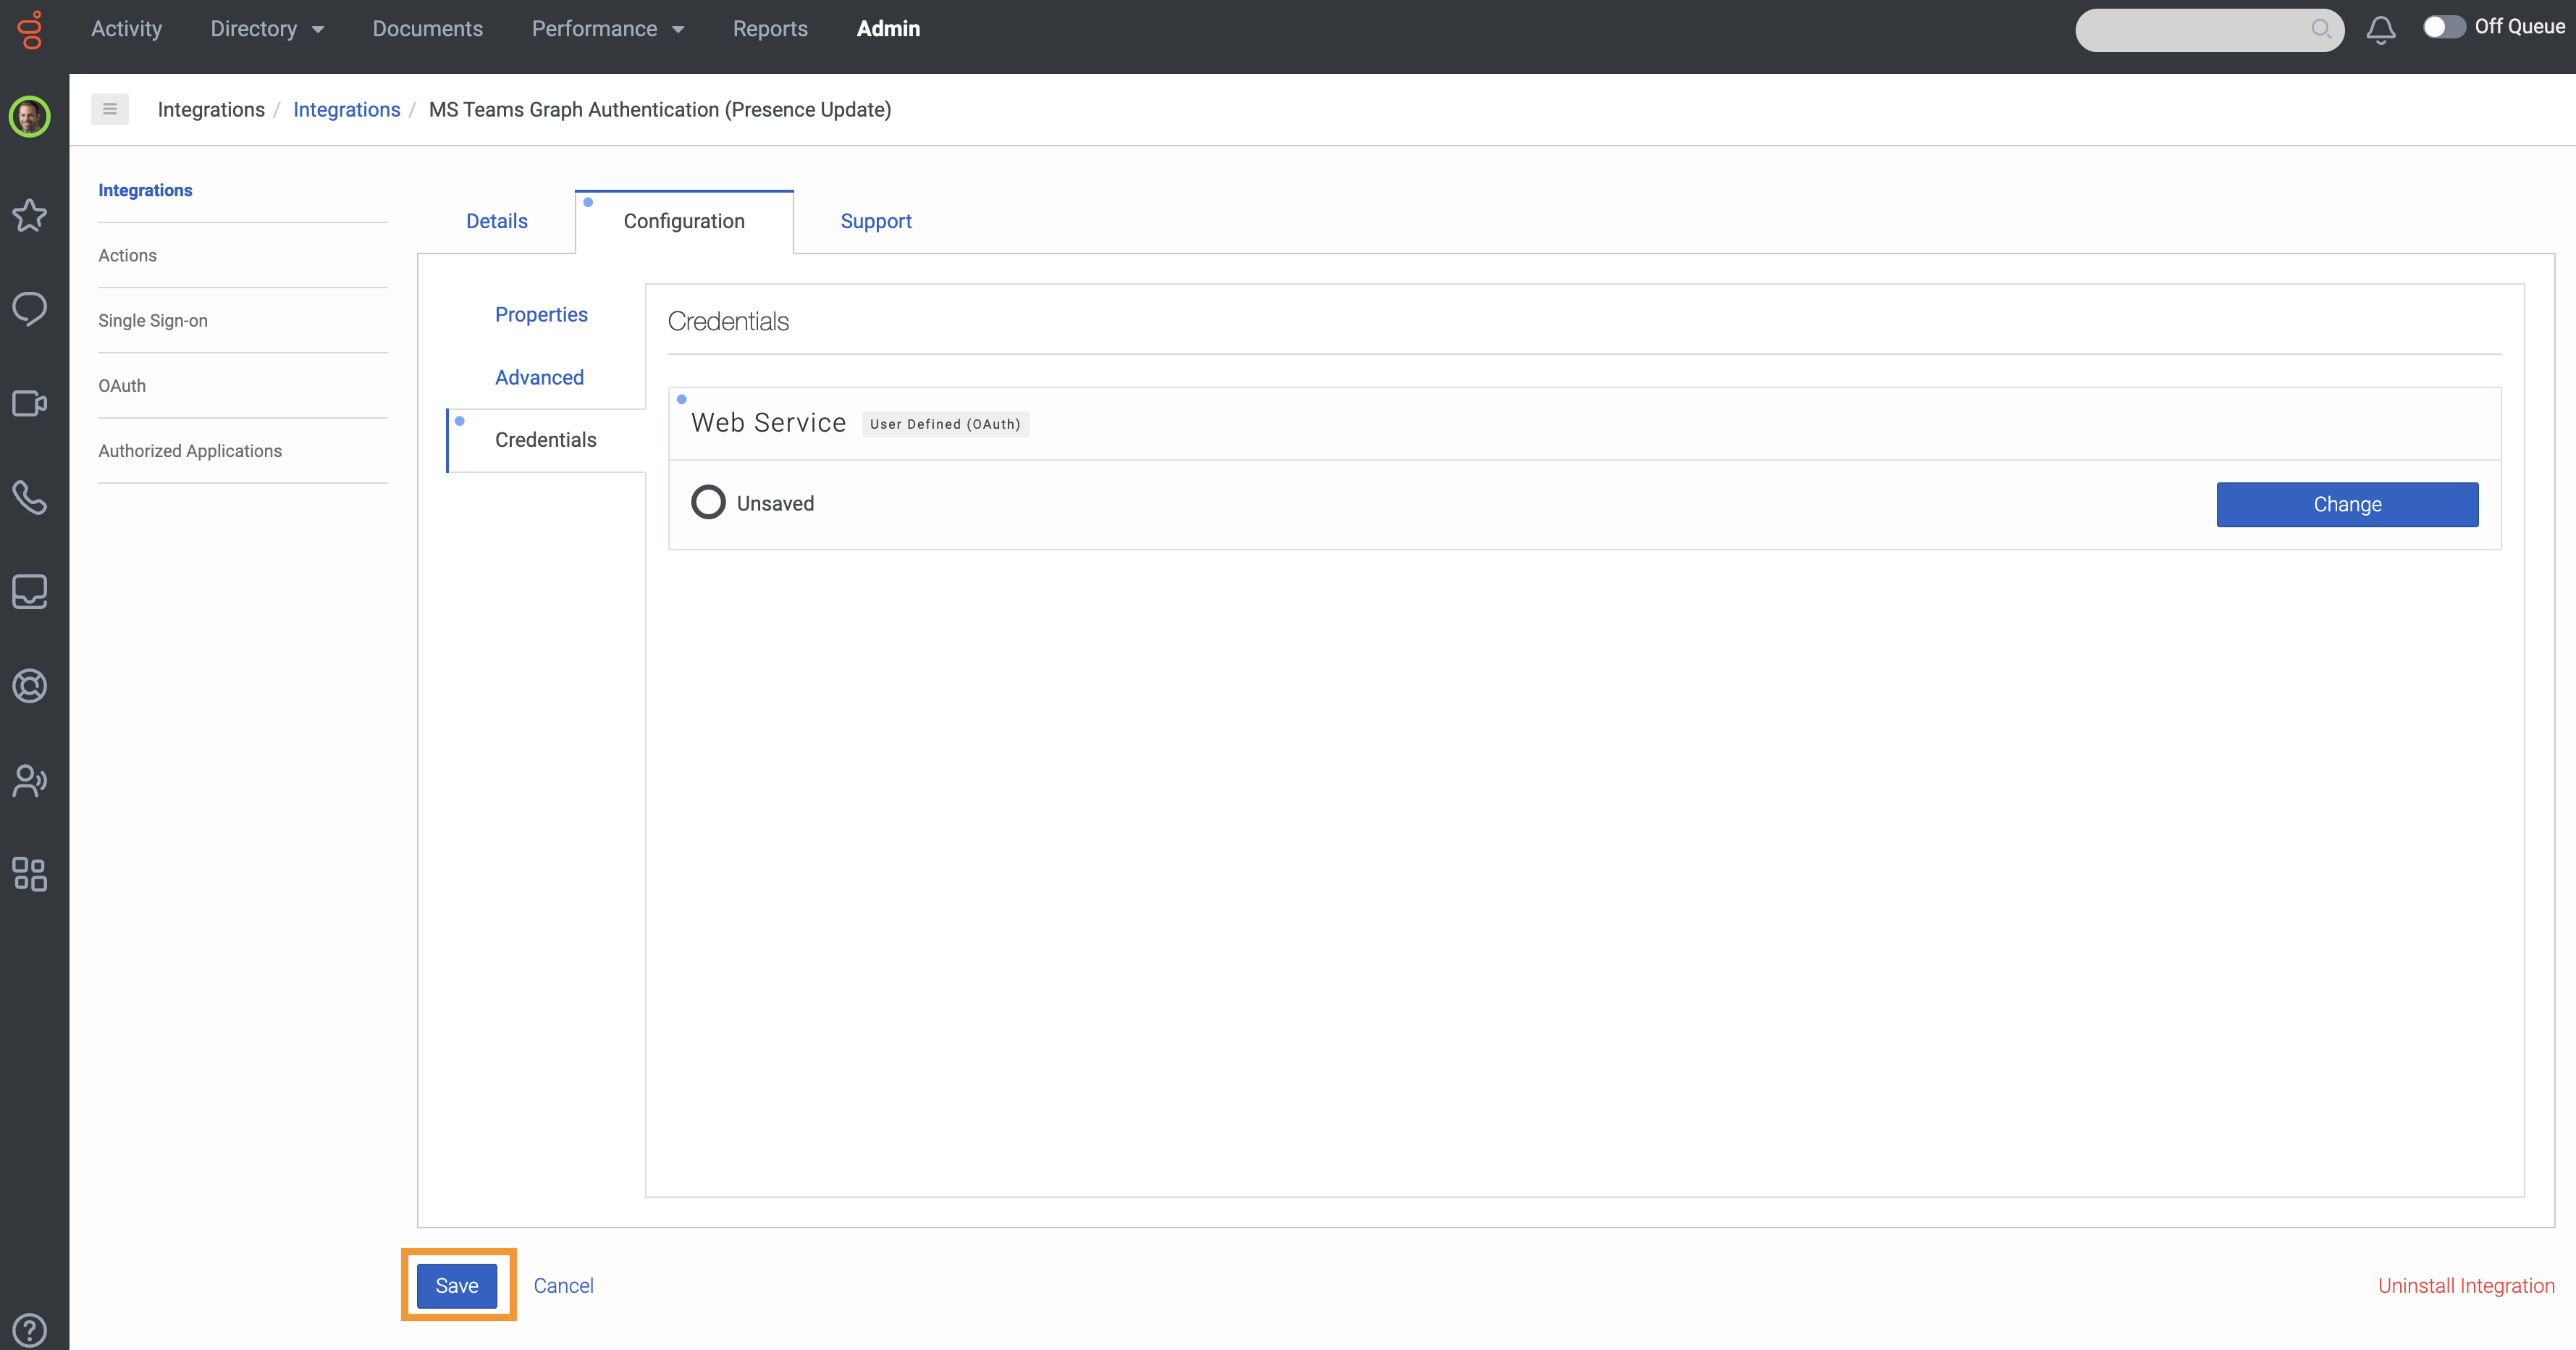 Activity Directory Documents Performance Reports Admin Off Queue
Integrations / Integrations / MS Teams Graph Authentication (Presence Update)
Integrations
Actions
Single Sign-on
OAuth
Authorized Applications
Details Configuration Support
Properties
Advanced
Credentials
Credentials
Web Service User Defined (OAuth)
Unsaved Change
Save Cancel Uninstall Integration